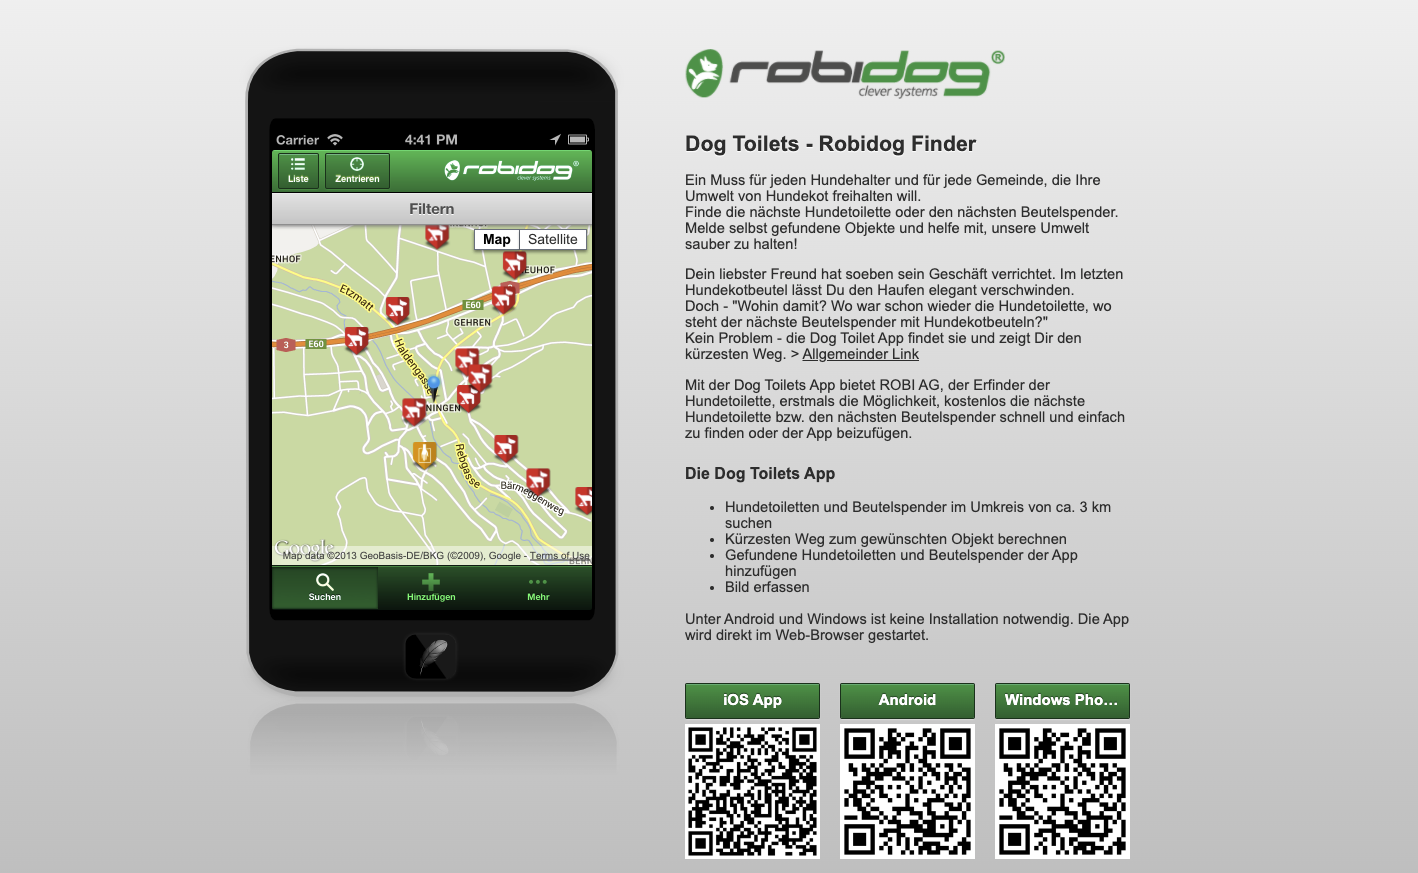 Carrier 4:41 PM
Liste
Zentrieren
robidog®
clever systems
Filtern
Map Satellite
ENHOF
EUHOF
Etzmatt
E60
GEHREN
3
E60
Haldengasse
NINGEN
Rebgasse
Bärmeggenweg
Google
Map data ©2013 GeoBasis-DE/BKG (©2009), Google - Terms of Use
Suchen
Hinzufügen
Mehr
robidog®
clever systems
Dog Toilets - Robidog Finder
Ein Muss für jeden Hundehalter und für jede Gemeinde, die Ihre
Umwelt von Hundekot freihalten will.
Finde die nächste Hundetoilette oder den nächsten Beutelspender.
Melde selbst gefundene Objekte und helfe mit, unsere Umwelt
sauber zu halten!
Dein liebster Freund hat soeben sein Geschäft verrichtet. Im letzten
Hundekotbeutel lässt Du den Haufen elegant verschwinden.
Doch - "Wohin damit? Wo war schon wieder die Hundetoilette, wo
steht der nächste Beutelspender mit Hundekotbeuteln?"
Kein Problem - die Dog Toilet App findet sie und zeigt Dir den
kürzesten Weg. > Allgemeinder Link
Mit der Dog Toilets App bietet ROBI AG, der Erfinder der
Hundetoilette, erstmals die Möglichkeit, kostenlos die nächste
Hundetoilette bzw. den nächsten Beutelspender schnell und einfach
zu finden oder der App beizufügen.
Die Dog Toilets App
• Hundetoiletten und Beutelspender im Umkreis von ca. 3 km
suchen
• Kürzesten Weg zum gewünschten Objekt berechnen
• Gefundene Hundetoiletten und Beutelspender der App
hinzufügen
• Bild erfassen
Unter Android und Windows ist keine Installation notwendig. Die App
wird direkt im Web-Browser gestartet.
iOS App
Android
Windows Pho...